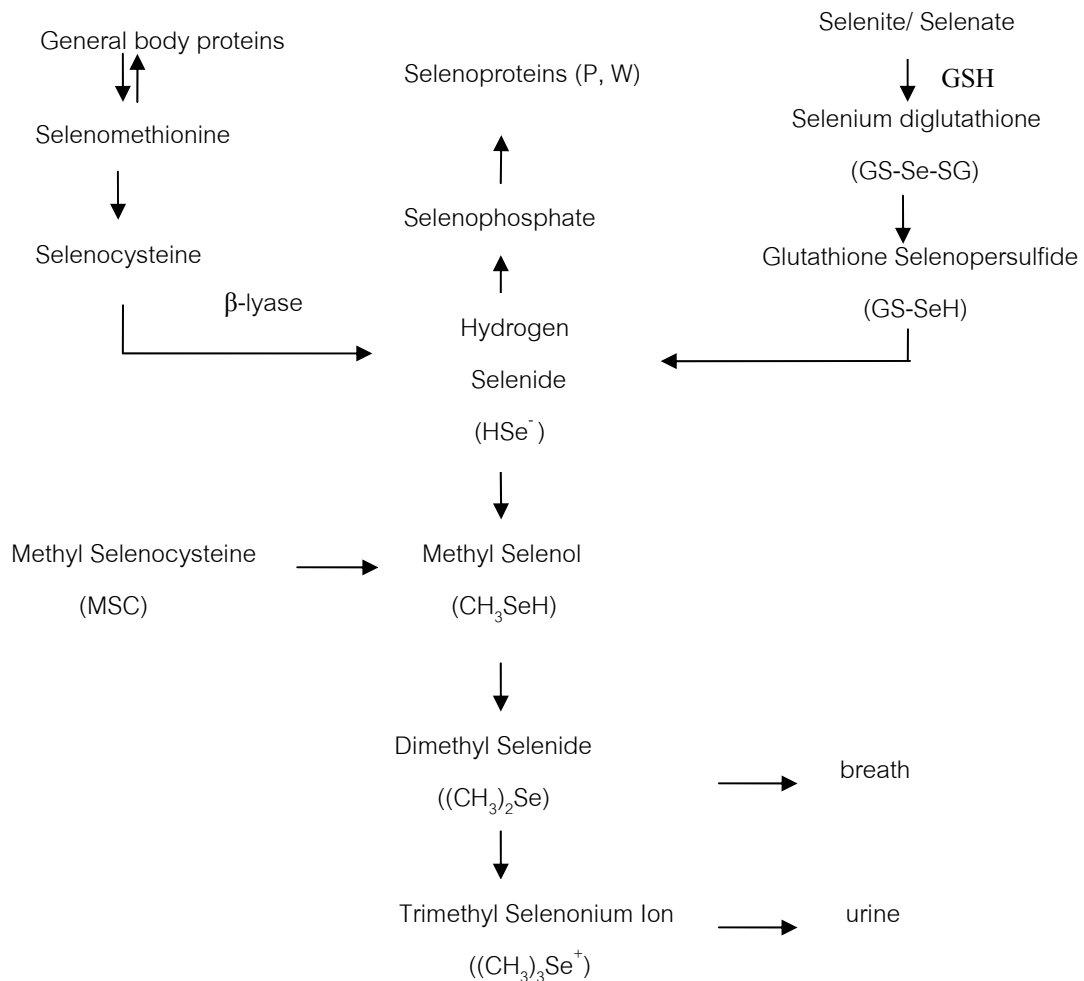 General body proteins
Selenomethionine
Selenocysteine
β-lyase
Selenoproteins (P, W)
Selenophosphate
Hydrogen
Selenide
(HSe⁻)
Selenite/ Selenate
GSH
Selenium diglutathione
(GS-Se-SG)
Glutathione Selenopersulfide
(GS-SeH)
Methyl Selenocysteine
(MSC)
Methyl Selenol
(CH₃SeH)
Dimethyl Selenide
((CH₃)₂Se)
breath
Trimethyl Selenonium Ion
((CH₃)₃Se⁺)
urine